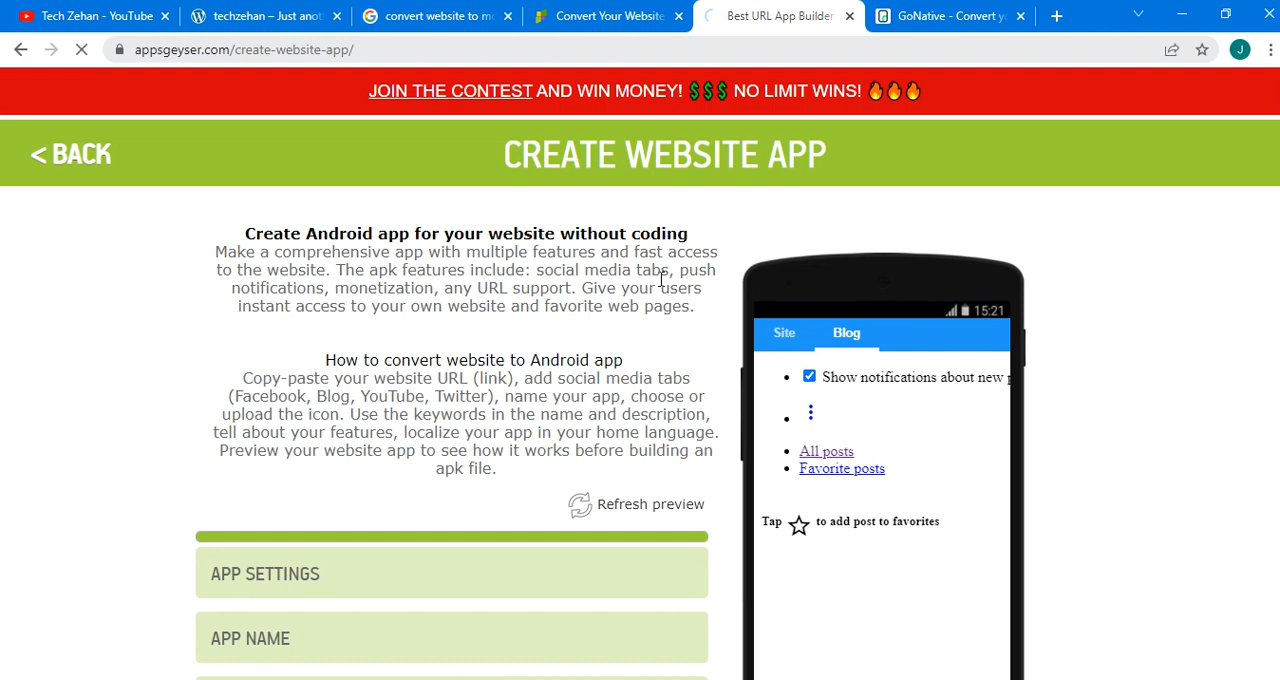 Tech Zehan - YouTube
techzehan – Just anot
convert website to mo
Convert Your Website
Best URL App Builder
GoNative - Convert yo
appsgeyser.com/create-website-app/
J
JOIN THE CONTEST AND WIN MONEY! 💲💲💲 NO LIMIT WINS! 🔥🔥🔥
< BACK
CREATE WEBSITE APP
Create Android app for your website without coding
Make a comprehensive app with multiple features and fast access
to the website. The apk features include: social media tabs, push
notifications, monetization, any URL support. Give your users
instant access to your own website and favorite web pages.
How to convert website to Android app
Copy-paste your website URL (link), add social media tabs
(Facebook, Blog, YouTube, Twitter), name your app, choose or
upload the icon. Use the keywords in the name and description,
tell about your features, localize your app in your home language.
Preview your website app to see how it works before building an
apk file.
Refresh preview
APP SETTINGS
APP NAME
15:21
Site
Blog
Show notifications about new p
All posts
Favorite posts
Tap ☆ to add post to favorites